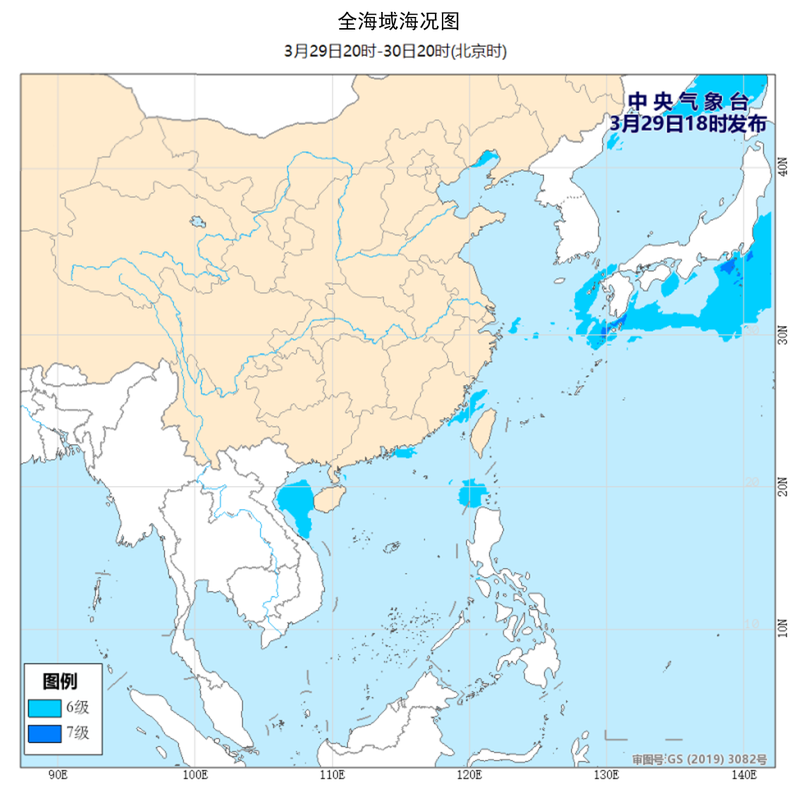 全海域海况图
3月29日20时-30日20时(北京时)
中央气象台
3月29日18时发布
40N
30N
20N
10N
图例
6级
7级
审图号:GS (2019) 3082号
90E
100E
110E
120E
130E
140E